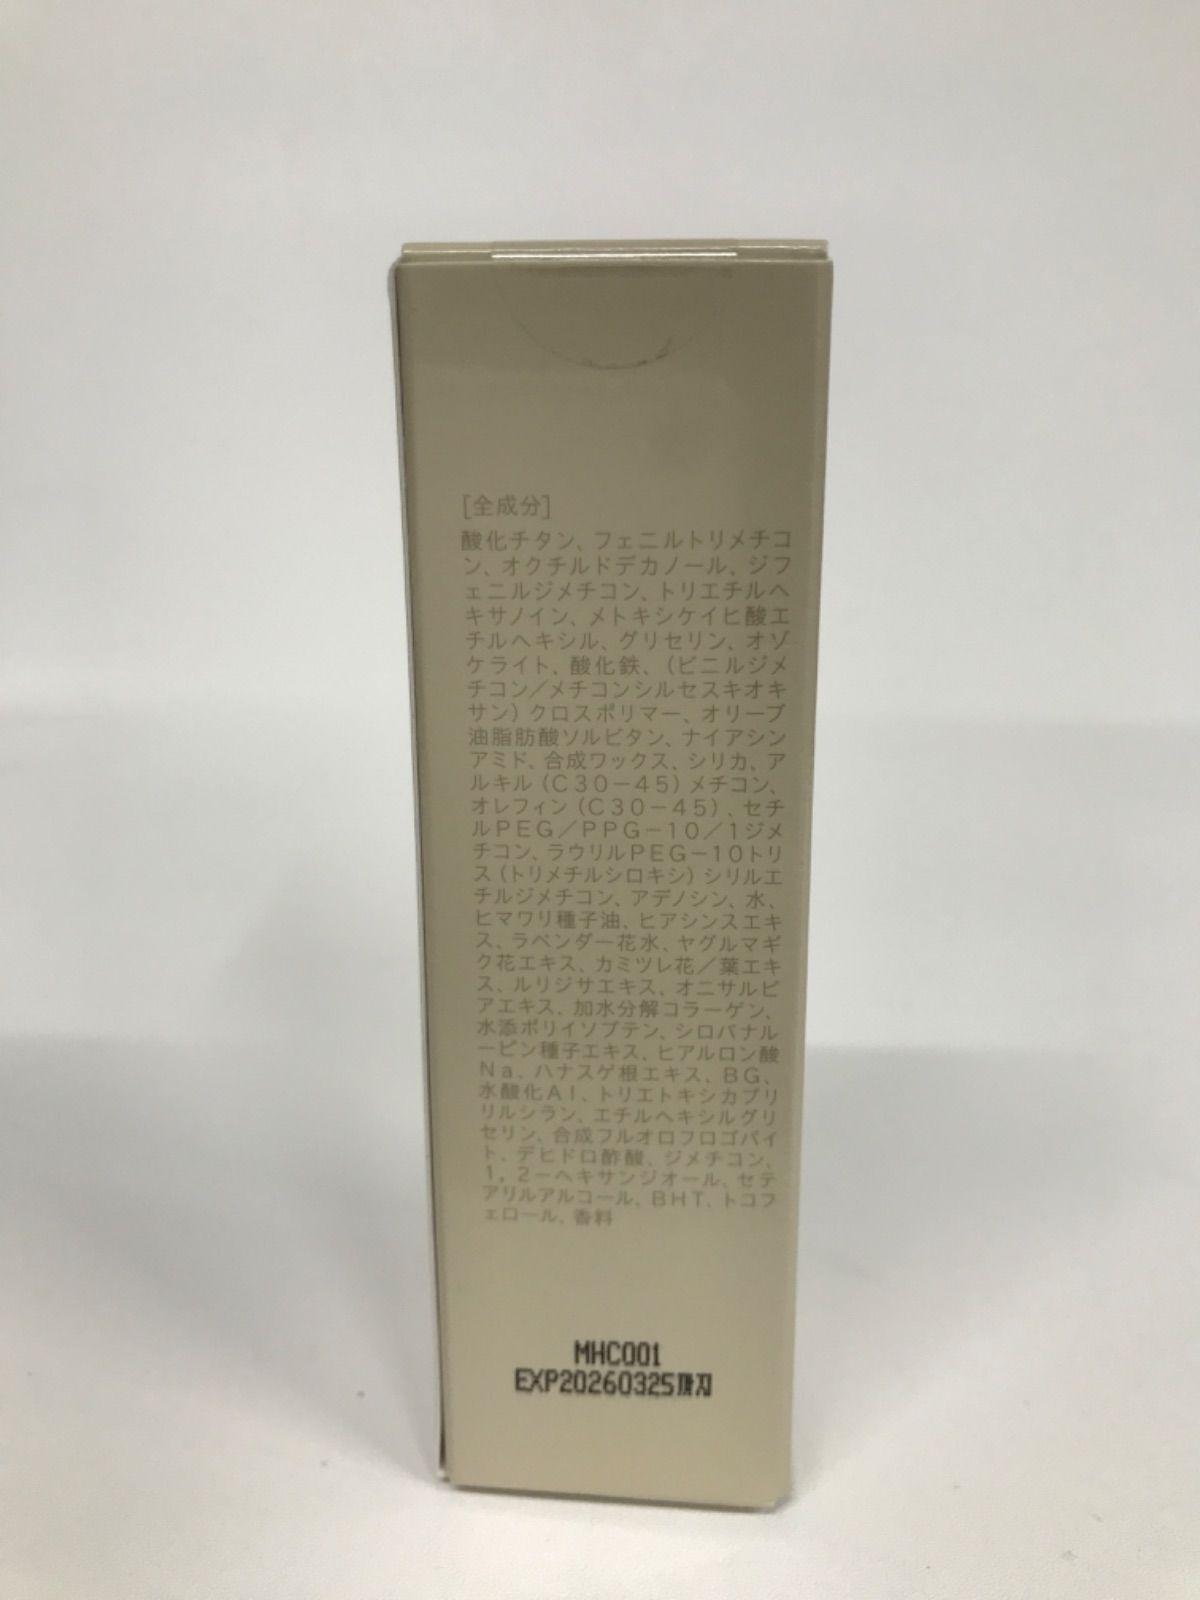 [全成分]
酸化チタン、フェニルトリメチコ
ン、オクチルドデカノール、ジフ
ェニルジメチコン、トリエチルヘ
キサノイン、メトキシケイヒ酸エ
チルヘキシル、グリセリン、オゾ
ケライト、酸化鉄、(ビニルジメ
チコン/メチコンシルセスキオキ
サン)クロスポリマー、オリーブ
油脂肪酸ソルビタン、ナイアシン
アミド、合成ワックス、シリカ、ア
ルキル(C30-45)メチコン、
オレフィン(C30-45)、セチ
ルPEG/PPG-10/1ジメ
チコン、ラウリルPEG-10トリ
ス(トリメチルシロキシ)シリルエ
チルジメチコン、アデノシン、水、
ヒマワリ種子油、ヒアシンスエキ
ス、ラベンダー花水、ヤグルマギ
ク花エキス、カミツレ花/葉エキ
ス、ルリジサエキス、オニサルビ
アエキス、加水分解コラーゲン、
水添ポリイソブテン、シロバナル
ーピン種子エキス、ヒアルロン酸
Na、ハナスゲ根エキス、BG、
水酸化Al、トリエトキシカプリ
リルシラン、エチルヘキシルグリ
セリン、合成フルオロフロゴパイ
ト、デヒドロ酢酸、ジメチコン、
1,2-ヘキサンジオール、セテ
アリルアルコール、BHT、トコフ
ェロール、香料
MHC001
EXP20260325까지